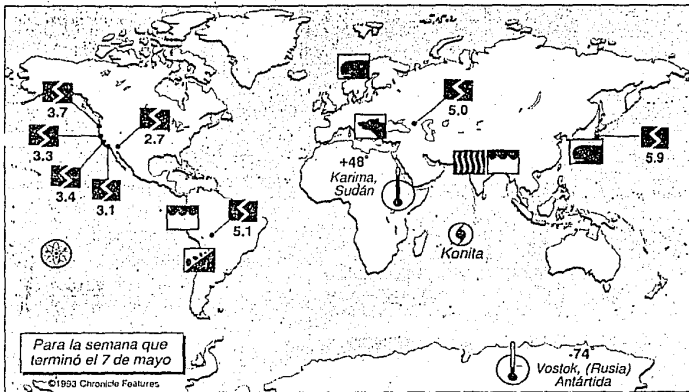 3.7
3.3
2.7
3.4
3.1
5.1
5.0
5.9
+48°
Karima,
Sudán
Konita
Para la semana que
terminó el 7 de mayo
©1993 Chronicle Features
-74
Vostok, (Rusia)
Antártida